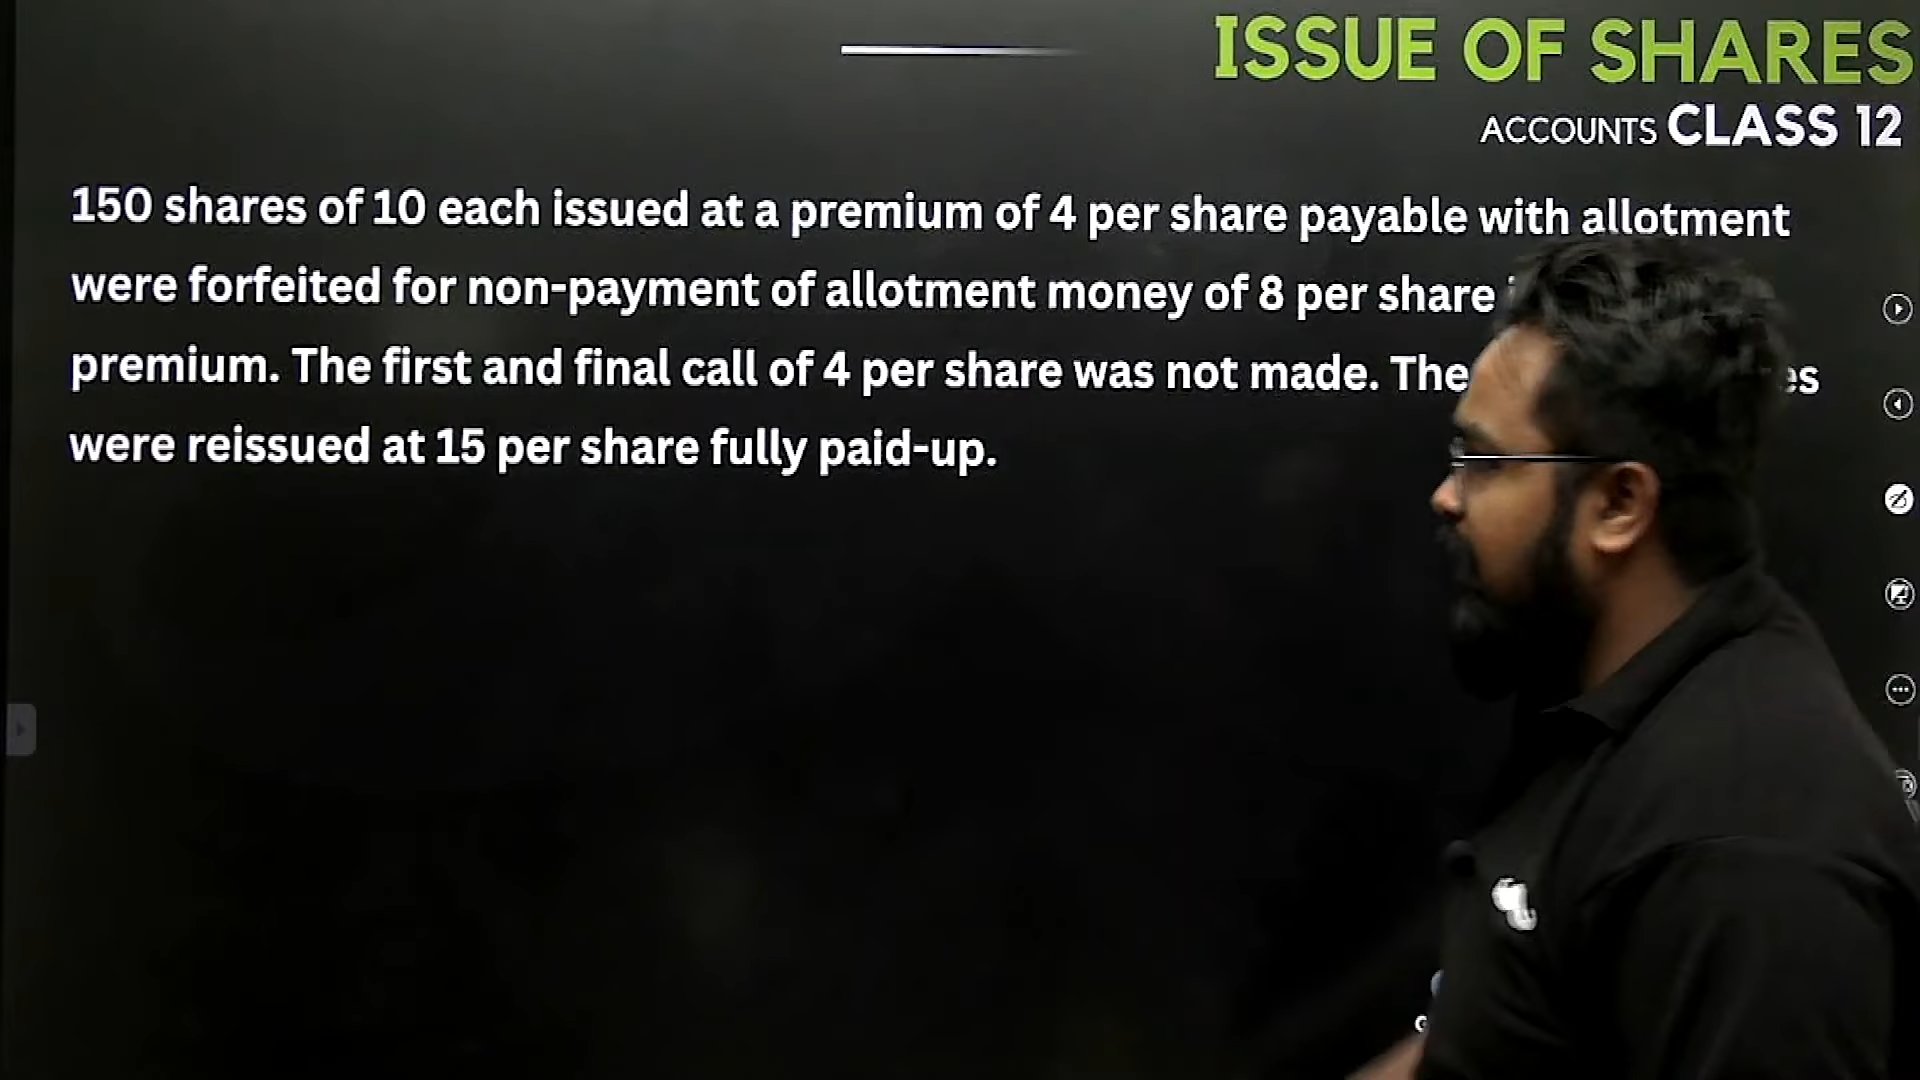 ISSUE OF SHARES
ACCOUNTS CLASS 12
150 shares of 10 each issued at a premium of 4 per share payable with allotment
were forfeited for non-payment of allotment money of 8 per share
premium. The first and final call of 4 per share was not made. The
were reissued at 15 per share fully paid-up.